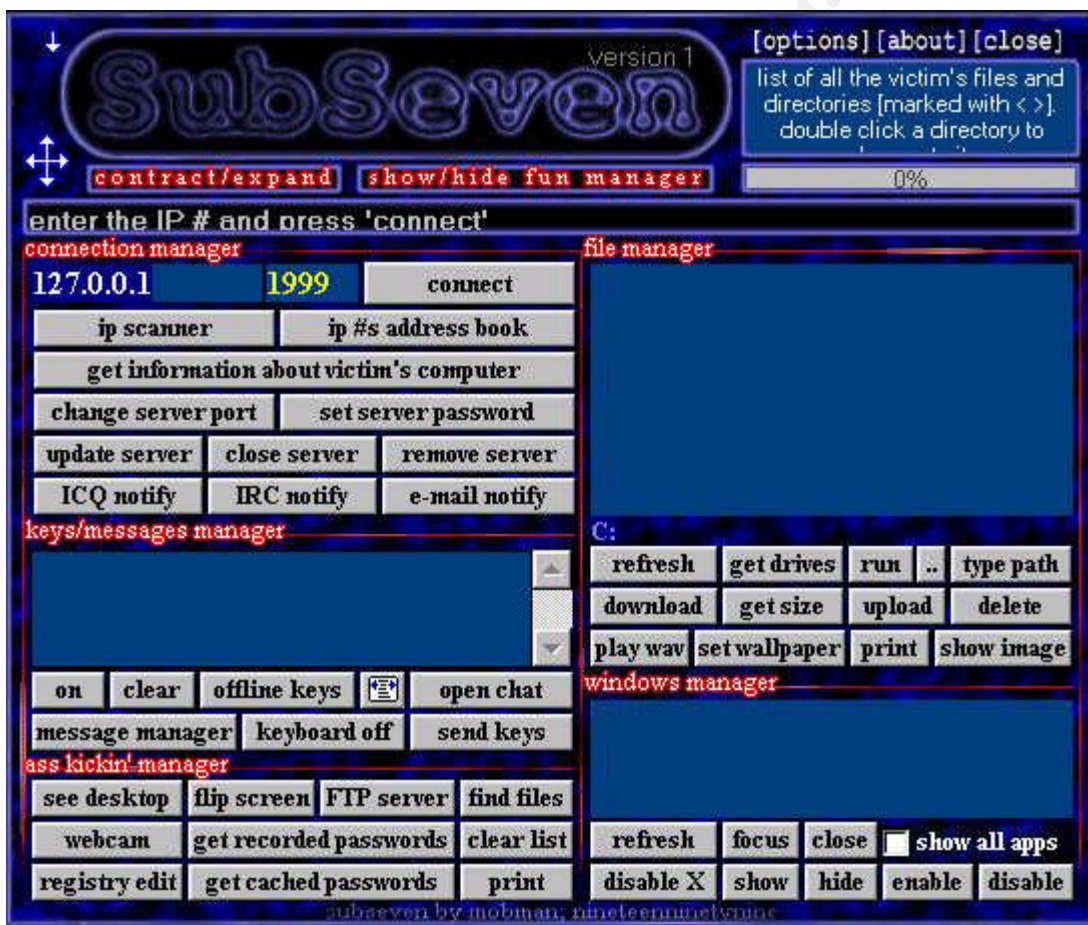 SubSeven
version 1
[options] [about] [close]
list of all the victim's files and
directories [marked with < >].
double click a directory to
contract/expand
show/hide fun manager
0%
enter the IP # and press 'connect'
connection manager
127.0.0.1 1999 connect
ip scanner ip #s address book
get information about victim's computer
change server port set server password
update server close server remove server
ICQ notify IRC notify e-mail notify
keys/messages manager
on clear offline keys open chat
message manager keyboard off send keys
ass kickin' manager
see desktop flip screen FTP server find files
webcam get recorded passwords clear list
registry edit get cached passwords print
file manager
C:
refresh get drives run .. type path
download get size upload delete
play wav set wallpaper print show image
windows manager
refresh focus close show all apps
disable X show hide enable disable
subseven by mobman, nineteenninetynine